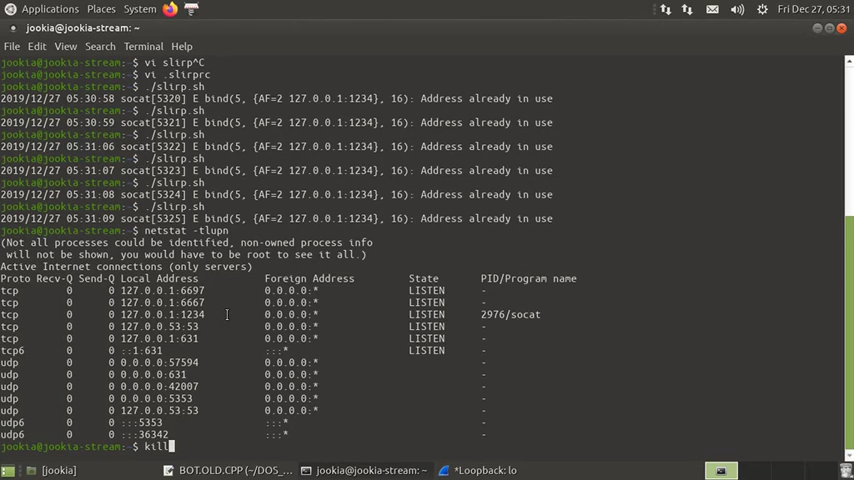 Applications Places System Fri Dec 27, 05:31
jookia@jookia-stream: ~
File Edit View Search Terminal Help
jookia@jookia-stream:~$ vi slirp^C
jookia@jookia-stream:~$ vi .slirprc
jookia@jookia-stream:~$ ./slirp.sh
2019/12/27 05:30:58 socat[5320] E bind(5, {AF=2 127.0.0.1:1234}, 16): Address already in use
jookia@jookia-stream:~$ ./slirp.sh
2019/12/27 05:30:59 socat[5321] E bind(5, {AF=2 127.0.0.1:1234}, 16): Address already in use
jookia@jookia-stream:~$ ./slirp.sh
2019/12/27 05:31:06 socat[5322] E bind(5, {AF=2 127.0.0.1:1234}, 16): Address already in use
jookia@jookia-stream:~$ ./slirp.sh
2019/12/27 05:31:07 socat[5323] E bind(5, {AF=2 127.0.0.1:1234}, 16): Address already in use
jookia@jookia-stream:~$ ./slirp.sh
2019/12/27 05:31:08 socat[5324] E bind(5, {AF=2 127.0.0.1:1234}, 16): Address already in use
jookia@jookia-stream:~$ ./slirp.sh
2019/12/27 05:31:09 socat[5325] E bind(5, {AF=2 127.0.0.1:1234}, 16): Address already in use
jookia@jookia-stream:~$ netstat -tlupn
(Not all processes could be identified, non-owned process info
will not be shown, you would have to be root to see it all.)
Active Internet connections (only servers)
Proto Recv-Q Send-Q Local Address Foreign Address State PID/Program name
tcp 0 0 127.0.0.1:6697 0.0.0.0:* LISTEN -
tcp 0 0 127.0.0.1:6667 0.0.0.0:* LISTEN -
tcp 0 0 127.0.0.1:1234 0.0.0.0:* LISTEN 2976/socat
tcp 0 0 127.0.0.53:53 0.0.0.0:* LISTEN -
tcp 0 0 127.0.0.1:631 0.0.0.0:* LISTEN -
tcp6 0 0 ::1:631 :::* LISTEN -
udp 0 0 0.0.0.0:57594 0.0.0.0:* -
udp 0 0 0.0.0.0:631 0.0.0.0:* -
udp 0 0 0.0.0.0:42007 0.0.0.0:* -
udp 0 0 0.0.0.0:5353 0.0.0.0:* -
udp 0 0 127.0.0.53:53 0.0.0.0:* -
udp6 0 0 :::5353 :::* -
udp6 0 0 :::36342 :::* -
jookia@jookia-stream:~$ kill
[jookia] BOT.OLD.CPP (~/DOS_... jookia@jookia-stream: ~ *Loopback: lo